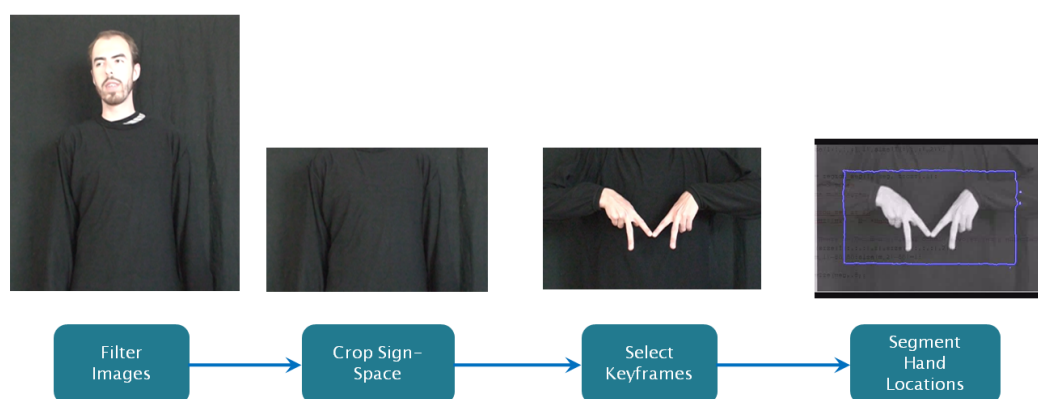 Filter
Images
Crop Sign-
Space
Select
Keyframes
Segment
Hand
Locations